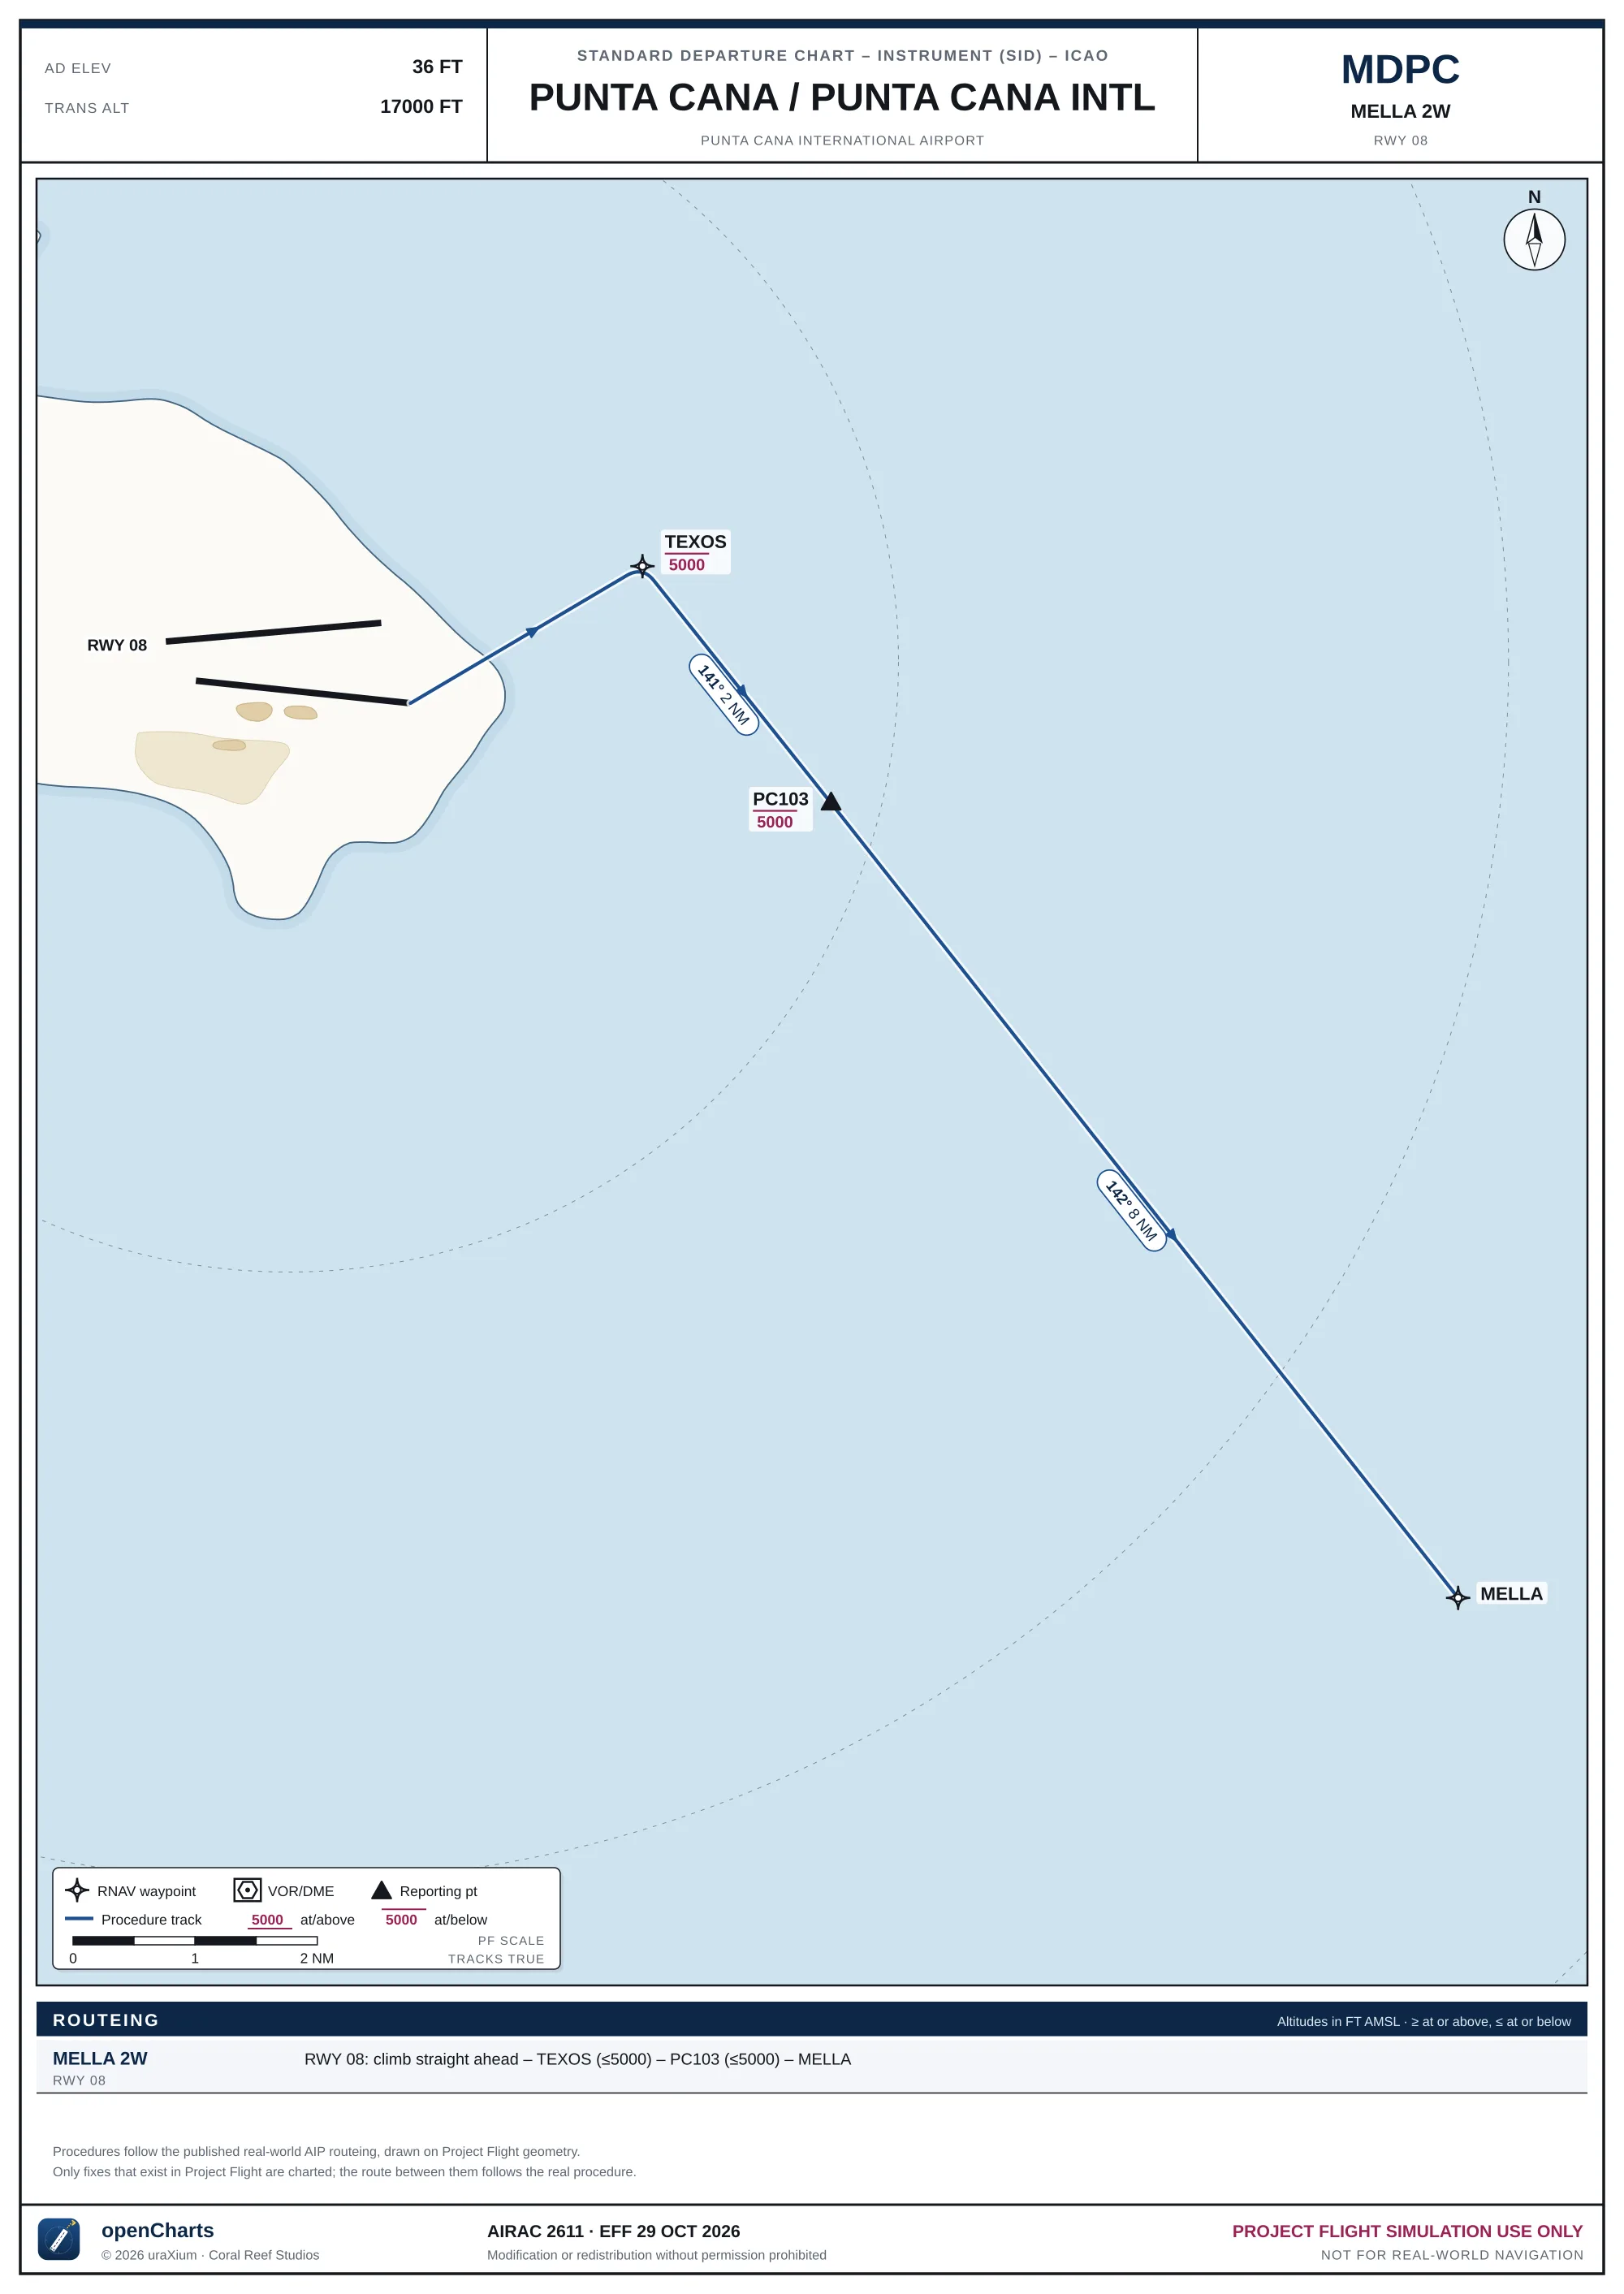 AD ELEV 36 FT
TRANS ALT 17000 FT
STANDARD DEPARTURE CHART – INSTRUMENT (SID) – ICAO
PUNTA CANA / PUNTA CANA INTL
PUNTA CANA INTERNATIONAL AIRPORT
MDPC
MELLA 2W
RWY 08
N
TEXOS
5000
RWY 08
141° 2 NM
PC103
5000
142° 8 NM
MELLA
RNAV waypoint VOR/DME Reporting pt
Procedure track 5000 at/above 5000 at/below
PF SCALE
0 1 2 NM TRACKS TRUE
ROUTEING Altitudes in FT AMSL · ≥ at or above, ≤ at or below
MELLA 2W RWY 08: climb straight ahead – TEXOS (≤5000) – PC103 (≤5000) – MELLA
RWY 08
Procedures follow the published real-world AIP routeing, drawn on Project Flight geometry.
Only fixes that exist in Project Flight are charted; the route between them follows the real procedure.
openCharts
© 2026 uraXium · Coral Reef Studios
AIRAC 2611 · EFF 29 OCT 2026
Modification or redistribution without permission prohibited
PROJECT FLIGHT SIMULATION USE ONLY
NOT FOR REAL-WORLD NAVIGATION